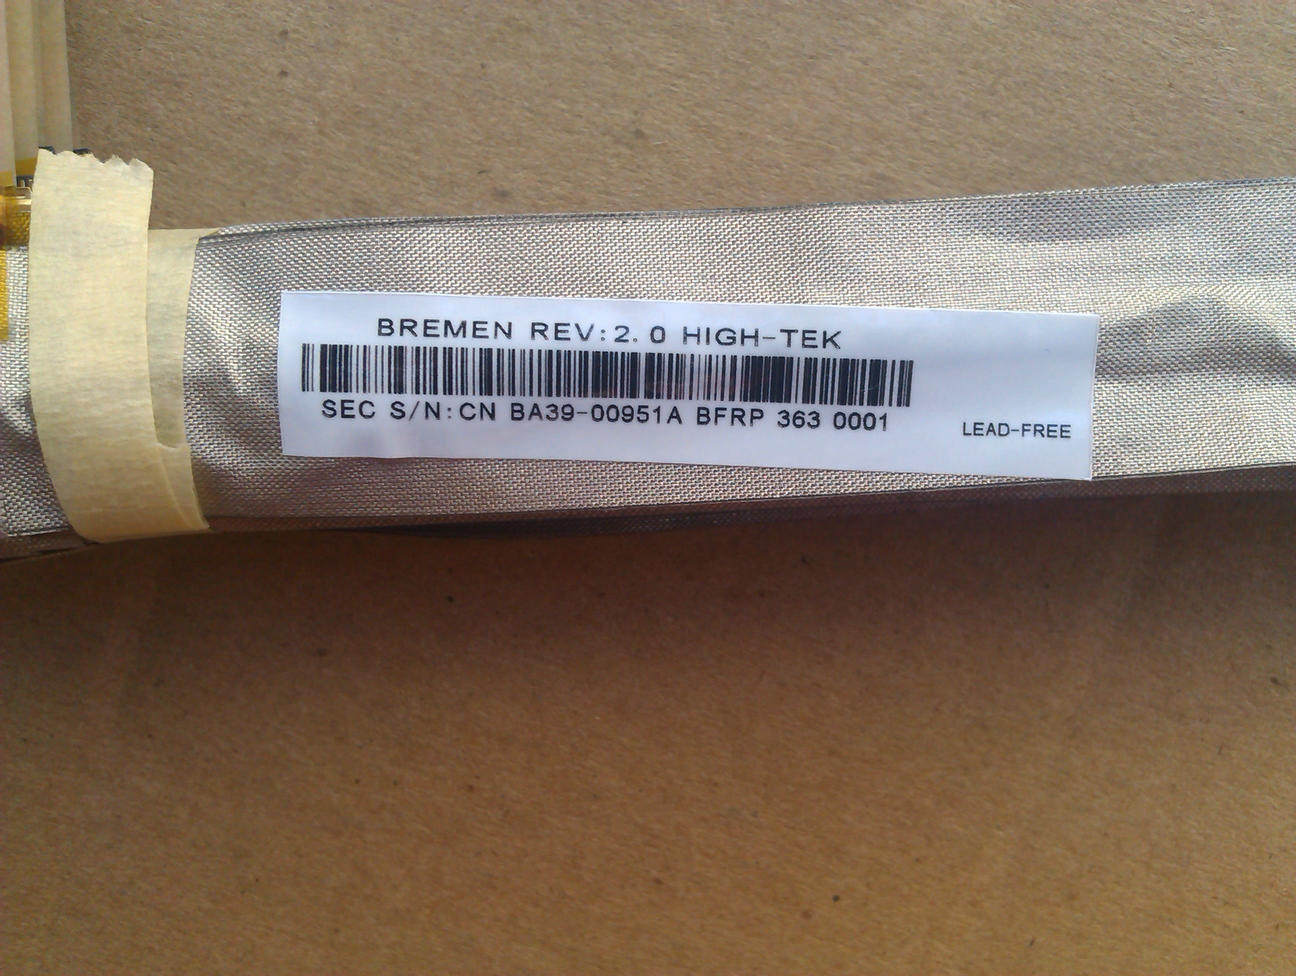 BREMEN REV:2.0 HIGH-TEK
SEC S/N:CN BA39-00951A BFRP 363 0001
LEAD-FREE